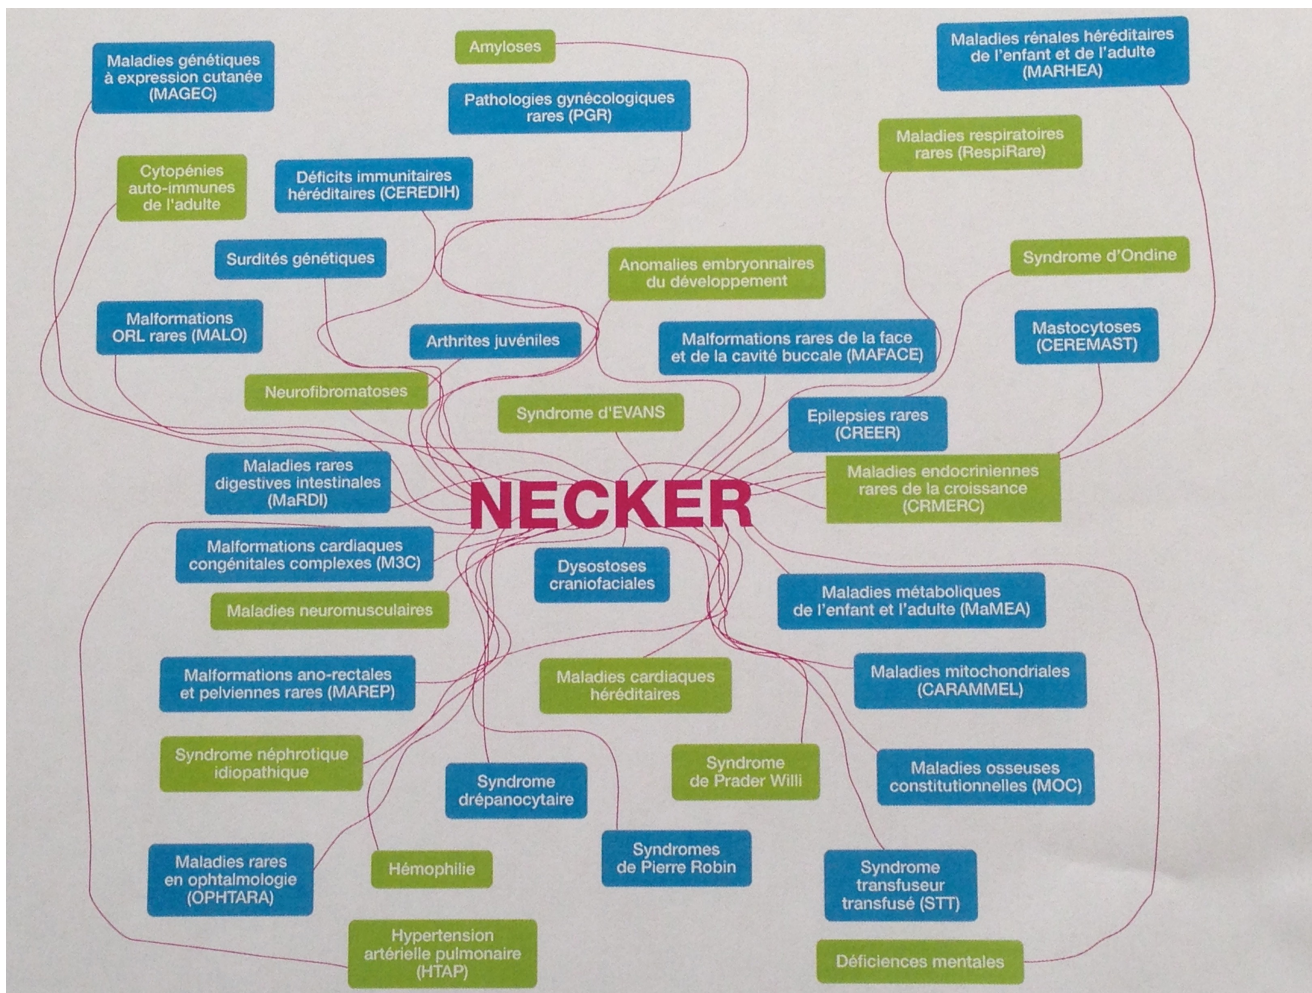 Maladies génétiques
à expression cutanée
(MAGEC)
Amyloses
Maladies rénales héréditaires
de l'enfant et de l'adulte
(MARHEA)
Pathologies gynécologiques
rares (PGR)
Maladies respiratoires
rares (RespiRare)
Cytopénies
auto-immunes
de l'adulte
Déficits immunitaires
héréditaires (CEREDIH)
Surdités génétiques
Anomalies embryonnaires
du développement
Syndrome d'Ondine
Malformations
ORL rares (MALO)
Arthrites juvéniles
Malformations rares de la face
et de la cavité buccale (MAFACE)
Mastocytoses
(CEREMAST)
Neurofibromatoses
Syndrome d'EVANS
Epilepsies rares
(CREER)
Maladies rares
digestives intestinales
(MaRDI)
NECKER
Maladies endocriniennes
rares de la croissance
(CRMERC)
Malformations cardiaques
congénitales complexes (M3C)
Dysostoses
craniofaciales
Maladies neuromusculaires
Maladies métaboliques
de l'enfant et l'adulte (MaMEA)
Malformations ano-rectales
et pelviennes rares (MAREP)
Maladies cardiaques
héréditaires
Maladies mitochondriales
(CARAMMEL)
Syndrome néphrotique
idiopathique
Syndrome
drépanocytaire
Syndrome
de Prader Willi
Maladies osseuses
constitutionnelles (MOC)
Maladies rares
en ophtalmologie
(OPHTARA)
Hémophilie
Syndromes
de Pierre Robin
Syndrome
transfuseur
transfusé (STT)
Hypertension
artérielle pulmonaire
(HTAP)
Déficiences mentales